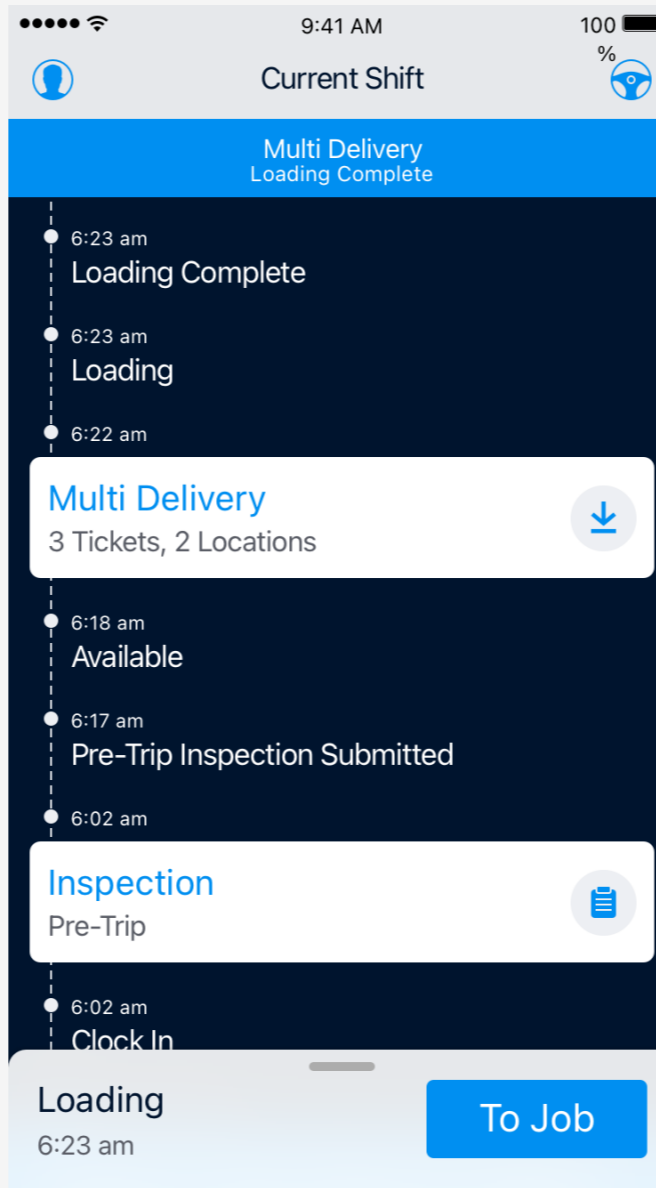 9:41 AM
100
%
Current Shift
Multi Delivery
Loading Complete
6:23 am
Loading Complete
6:23 am
Loading
6:22 am
Multi Delivery
3 Tickets, 2 Locations
6:18 am
Available
6:17 am
Pre-Trip Inspection Submitted
6:02 am
Inspection
Pre-Trip
6:02 am
Clock In
Loading
6:23 am
To Job